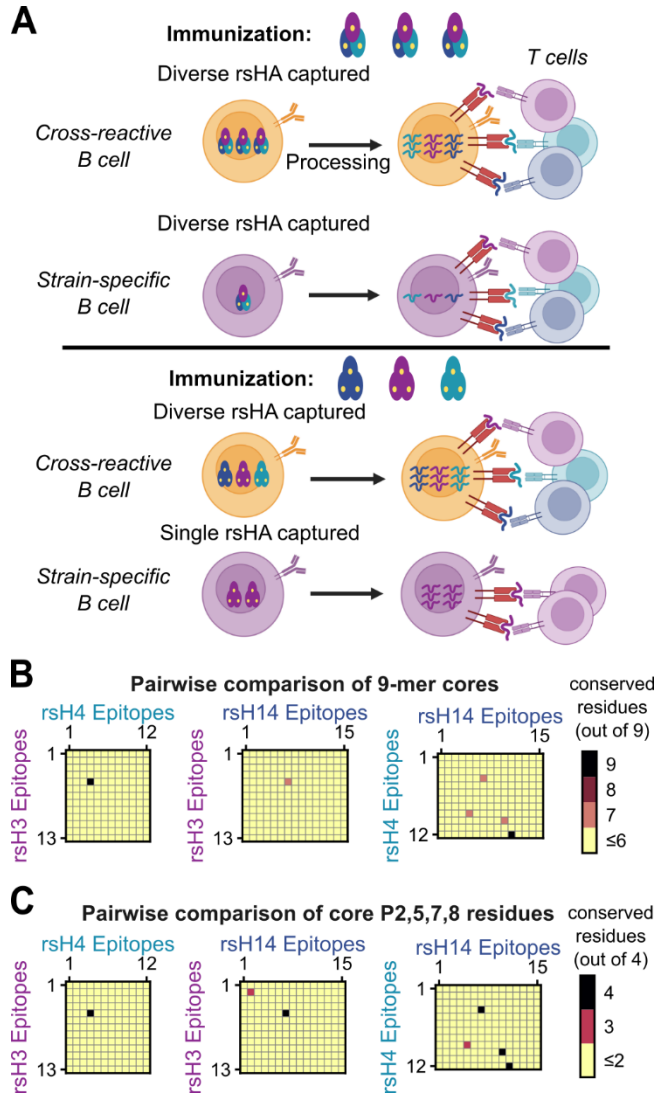 A
Immunization:
T cells
Diverse rsHA captured
Cross-reactive
B cell
Processing
Diverse rsHA captured
Strain-specific
B cell
Immunization:
Diverse rsHA captured
Cross-reactive
B cell
Single rsHA captured
Strain-specific
B cell
B
Pairwise comparison of 9-mer cores
conserved
residues
(out of 9)
rsH4 Epitopes
1 12
rsH3 Epitopes
1
13
rsH14 Epitopes
1 15
rsH14 Epitopes
1 15
rsH4 Epitopes
1
12
rsH3 Epitopes
13
9
8
7
≤6
C
Pairwise comparison of core P2,5,7,8 residues
conserved
residues
(out of 4)
rsH4 Epitopes
1 12
rsH3 Epitopes
1
13
rsH14 Epitopes
1 15
rsH3 Epitopes
1
13
rsH14 Epitopes
1 15
rsH4 Epitopes
1
12
4
3
≤2